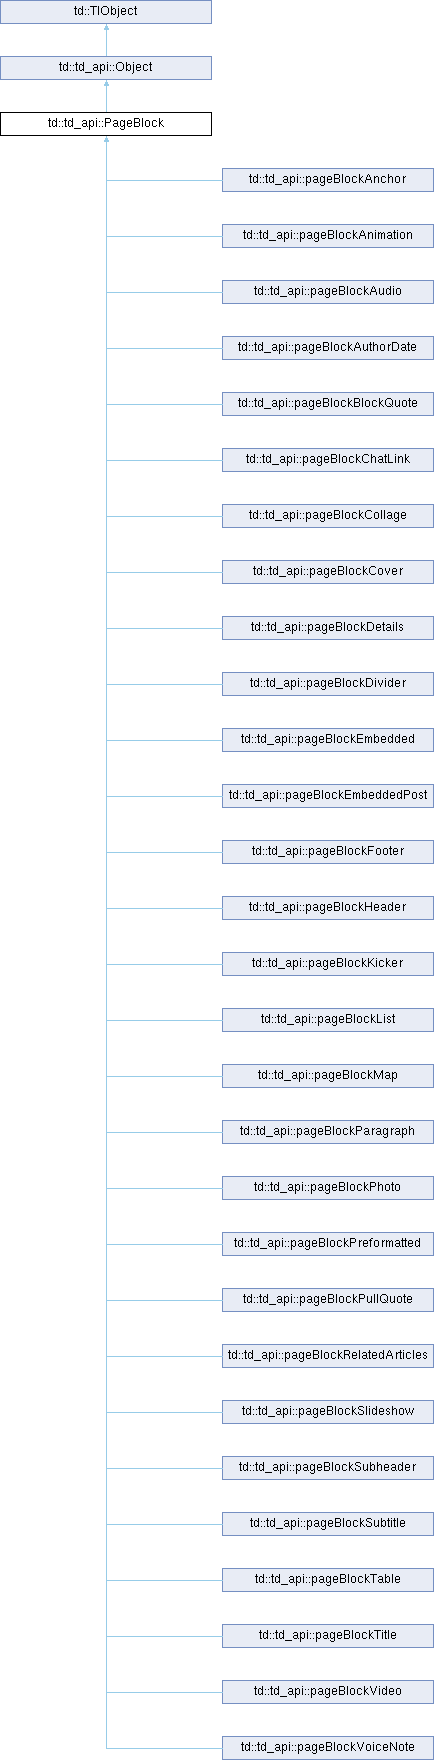 td::TlObject
td::td_api::Object
td::td_api::PageBlock
td::td_api::pageBlockAnchor
td::td_api::pageBlockAnimation
td::td_api::pageBlockAudio
td::td_api::pageBlockAuthorDate
td::td_api::pageBlockBlockQuote
td::td_api::pageBlockChatLink
td::td_api::pageBlockCollage
td::td_api::pageBlockCover
td::td_api::pageBlockDetails
td::td_api::pageBlockDivider
td::td_api::pageBlockEmbedded
td::td_api::pageBlockEmbeddedPost
td::td_api::pageBlockFooter
td::td_api::pageBlockHeader
td::td_api::pageBlockKicker
td::td_api::pageBlockList
td::td_api::pageBlockMap
td::td_api::pageBlockParagraph
td::td_api::pageBlockPhoto
td::td_api::pageBlockPreformatted
td::td_api::pageBlockPullQuote
td::td_api::pageBlockRelatedArticles
td::td_api::pageBlockSlideshow
td::td_api::pageBlockSubheader
td::td_api::pageBlockSubtitle
td::td_api::pageBlockTable
td::td_api::pageBlockTitle
td::td_api::pageBlockVideo
td::td_api::pageBlockVoiceNote